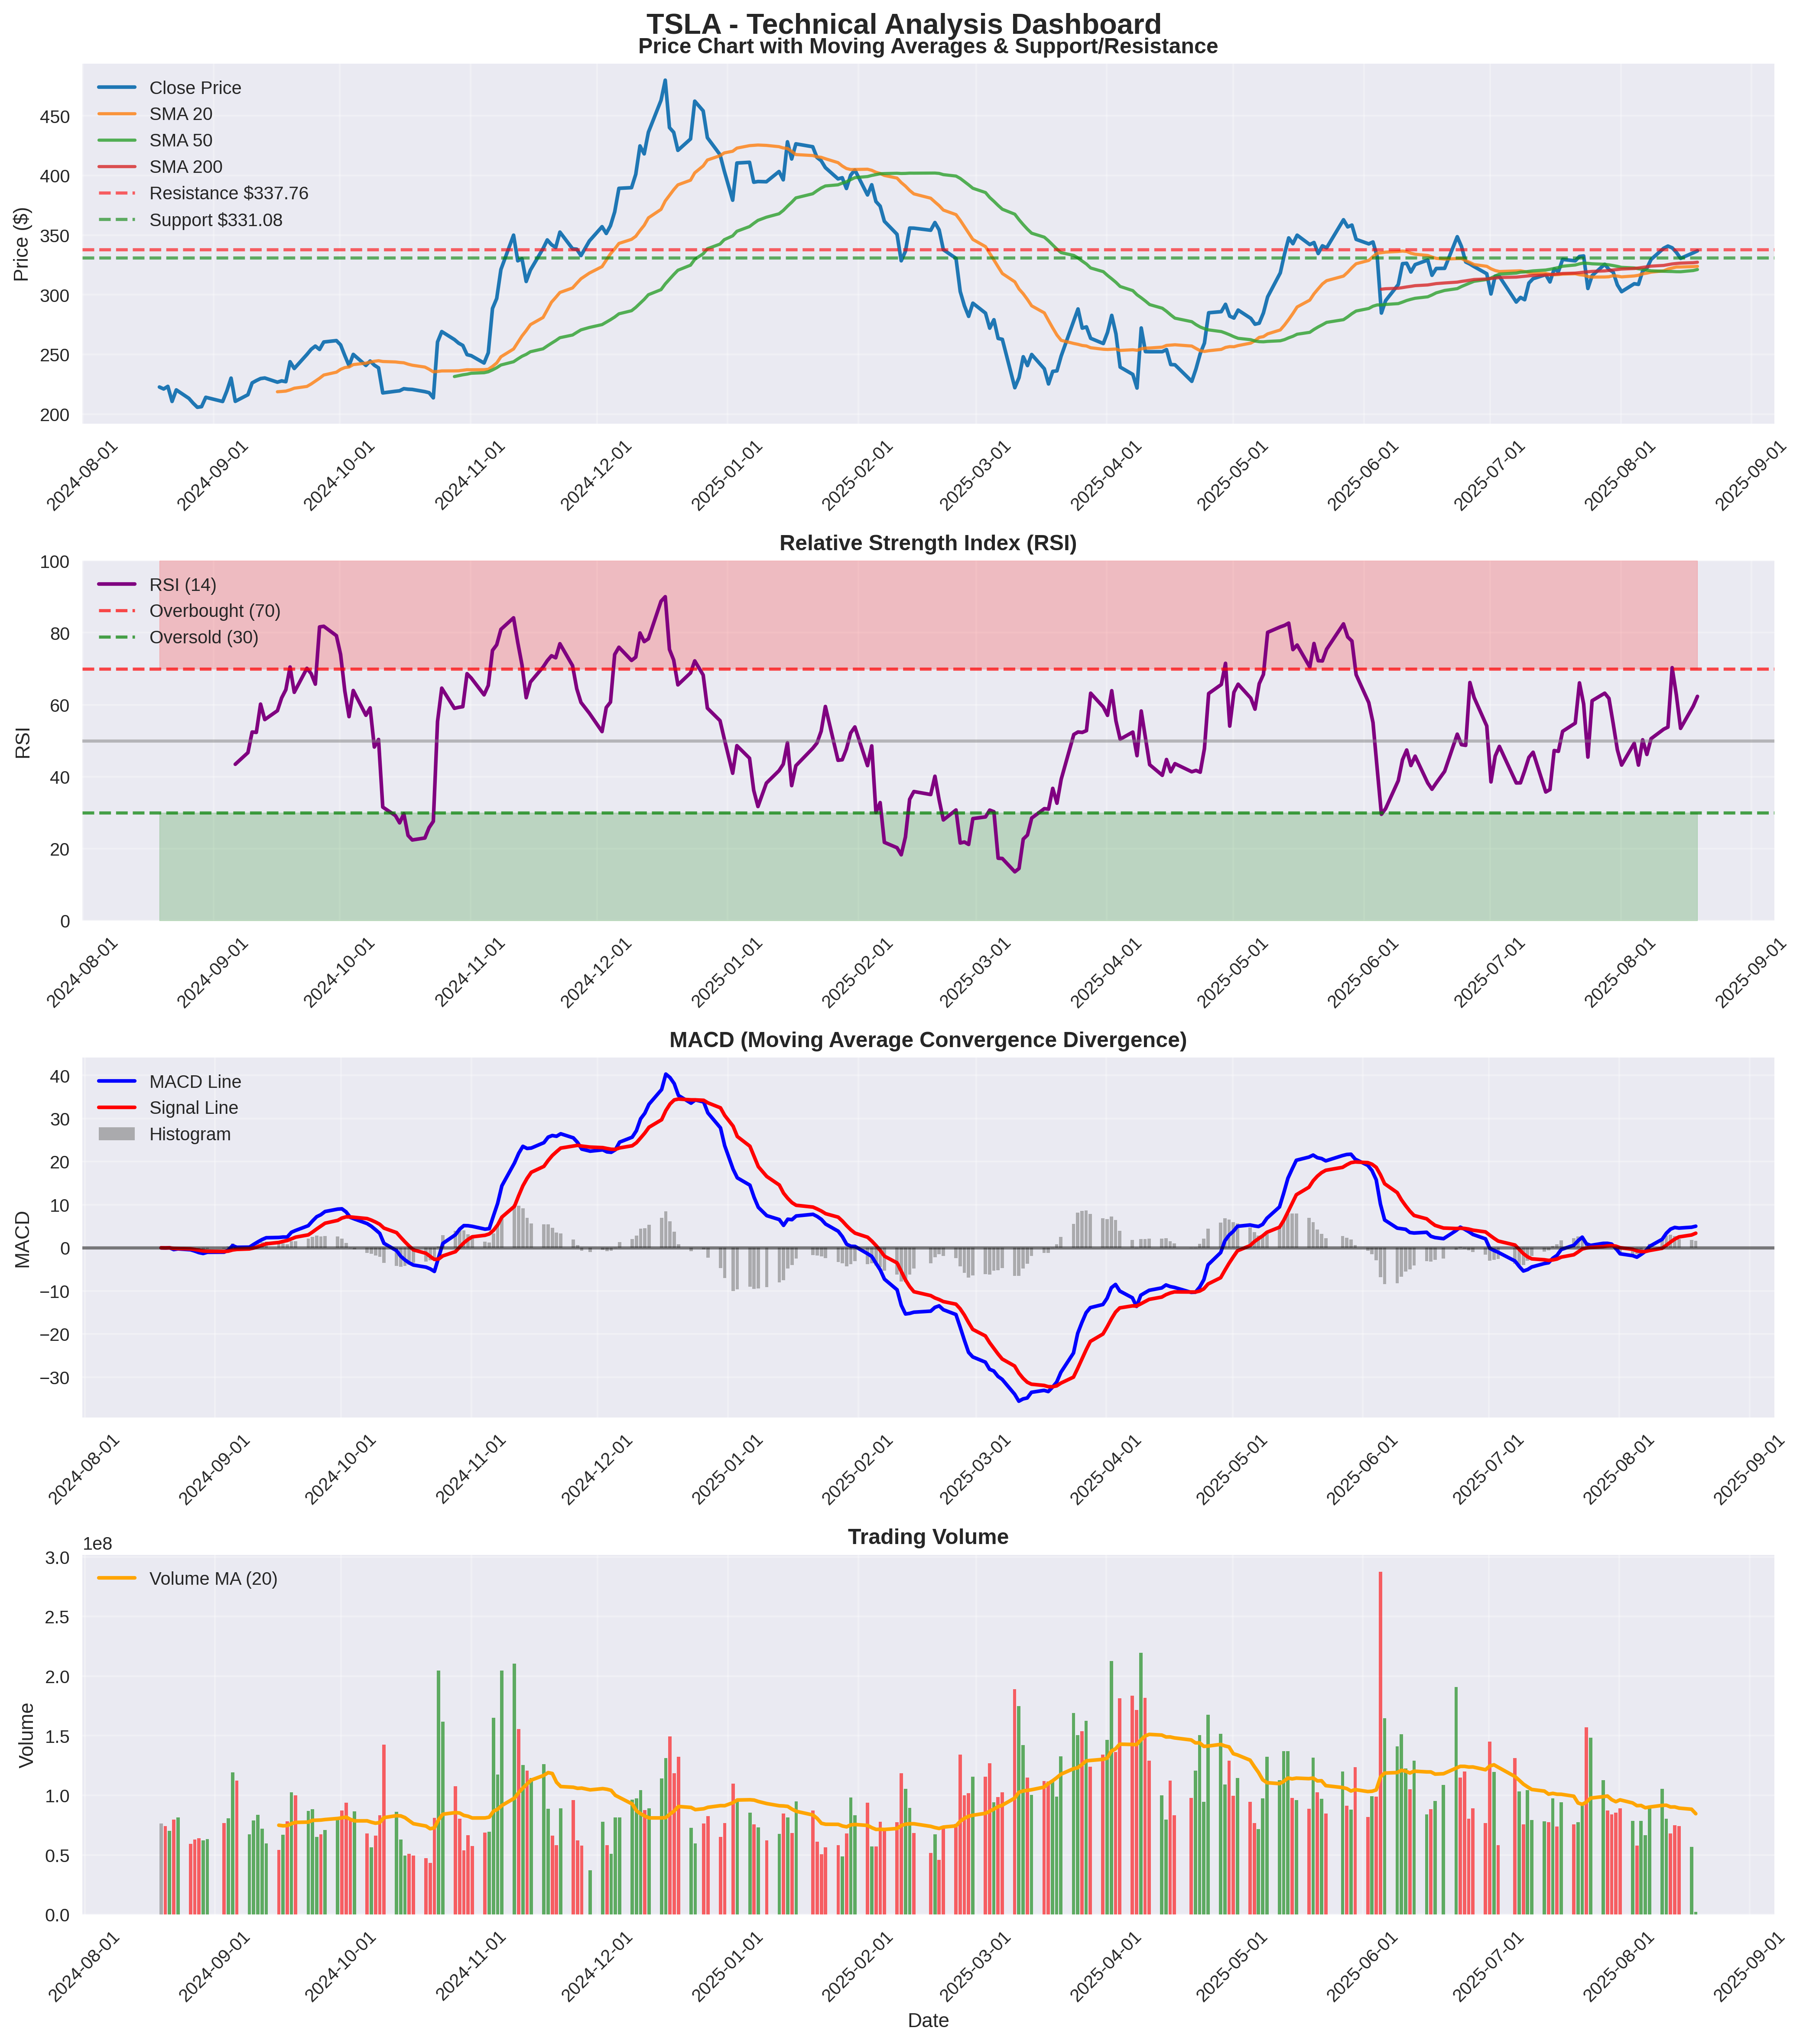 TSLA - Technical Analysis Dashboard
Price Chart with Moving Averages & Support/Resistance
Close Price
SMA 20
SMA 50
SMA 200
Resistance $337.76
Support $331.08
Price ($)
450
400
350
300
250
200
2024-08-01 2024-09-01 2024-10-01 2024-11-01 2024-12-01 2025-01-01 2025-02-01 2025-03-01 2025-04-01 2025-05-01 2025-06-01 2025-07-01 2025-08-01 2025-09-01
Relative Strength Index (RSI)
RSI (14)
Overbought (70)
Oversold (30)
RSI
100
80
60
40
20
0
2024-08-01 2024-09-01 2024-10-01 2024-11-01 2024-12-01 2025-01-01 2025-02-01 2025-03-01 2025-04-01 2025-05-01 2025-06-01 2025-07-01 2025-08-01 2025-09-01
MACD (Moving Average Convergence Divergence)
MACD Line
Signal Line
Histogram
MACD
40
30
20
10
0
−10
−20
−30
2024-08-01 2024-09-01 2024-10-01 2024-11-01 2024-12-01 2025-01-01 2025-02-01 2025-03-01 2025-04-01 2025-05-01 2025-06-01 2025-07-01 2025-08-01 2025-09-01
Trading Volume
1e8
Volume MA (20)
Volume
3.0
2.5
2.0
1.5
1.0
0.5
0.0
2024-08-01 2024-09-01 2024-10-01 2024-11-01 2024-12-01 2025-01-01 2025-02-01 2025-03-01 2025-04-01 2025-05-01 2025-06-01 2025-07-01 2025-08-01 2025-09-01
Date